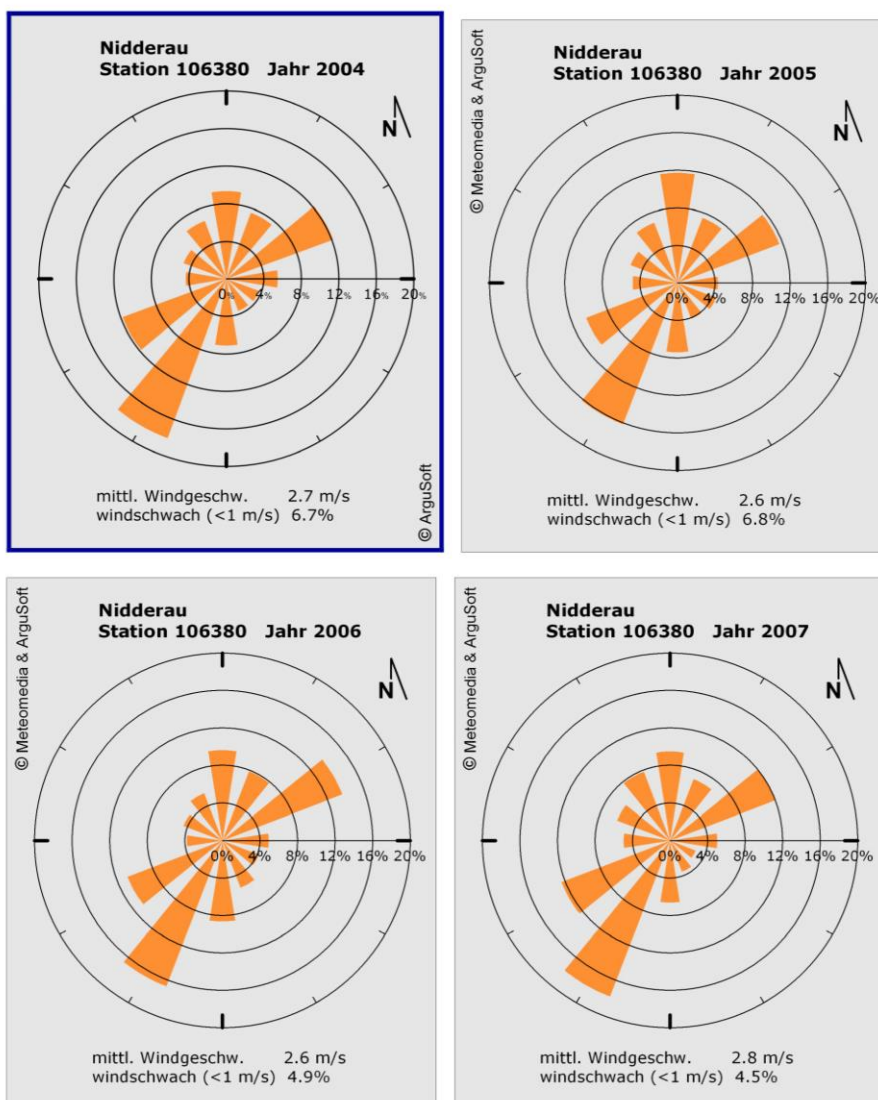 Nidderau
Station 106380 Jahr 2004
N
0% 4% 8% 12% 16% 20%
mittl. Windgeschw. 2.7 m/s
windschwach (<1 m/s) 6.7%
© ArguSoft
© Meteomedia & ArguSoft
Nidderau
Station 106380 Jahr 2005
N
0% 4% 8% 12% 16% 20%
mittl. Windgeschw. 2.6 m/s
windschwach (<1 m/s) 6.8%
© Meteomedia & ArguSoft
Nidderau
Station 106380 Jahr 2006
N
0% 4% 8% 12% 16% 20%
mittl. Windgeschw. 2.6 m/s
windschwach (<1 m/s) 4.9%
© Meteomedia & ArguSoft
Nidderau
Station 106380 Jahr 2007
N
0% 4% 8% 12% 16% 20%
mittl. Windgeschw. 2.8 m/s
windschwach (<1 m/s) 4.5%